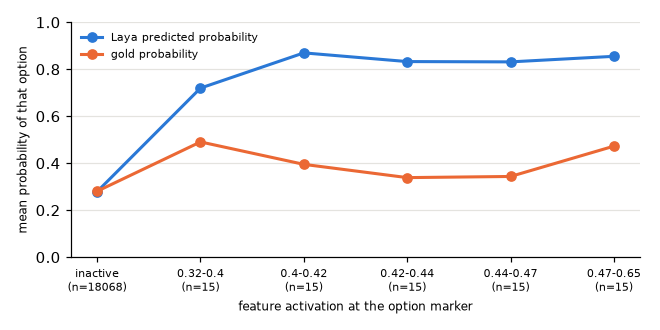 1.0
0.8
0.6
0.4
0.2
0.0
mean probability of that option
Laya predicted probability
gold probability
inactive
(n=18068)
0.32-0.4
(n=15)
0.4-0.42
(n=15)
0.42-0.44
(n=15)
0.44-0.47
(n=15)
0.47-0.65
(n=15)
feature activation at the option marker